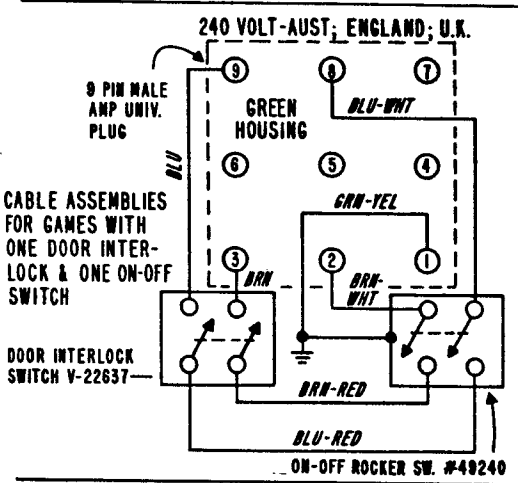 240 VOLT-AUST; ENGLAND; U.K.
9 PIN MALE
AMP UNIV.
PLUG
9
8
7
GREEN
HOUSING
BLU-WHT
BLU
6
5
4
GRN-YEL
CABLE ASSEMBLIES
FOR GAMES WITH
ONE DOOR INTER-
LOCK & ONE ON-OFF
SWITCH
3
2
1
BRN
BRN-
WHT
DOOR INTERLOCK
SWITCH V-22637
BRN-RED
BLU-RED
ON-OFF ROCKER SW. #49240